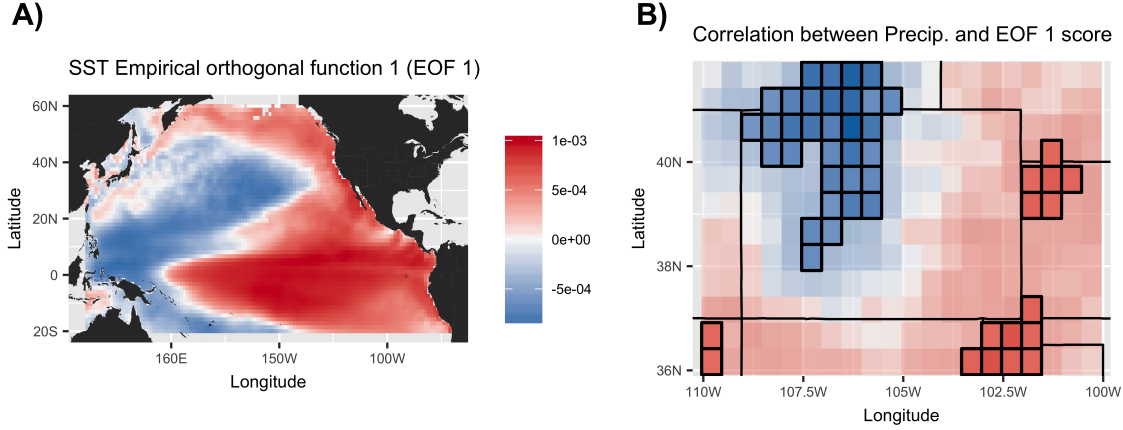 A)
SST Empirical orthogonal function 1 (EOF 1)
60N
40N
20N
0
20S
Latitude
160E
150W
100W
Longitude
1e-03
5e-04
0e+00
-5e-04
B)
Correlation between Precip. and EOF 1 score
40N
38N
36N
Latitude
110W
107.5W
105W
102.5W
100W
Longitude